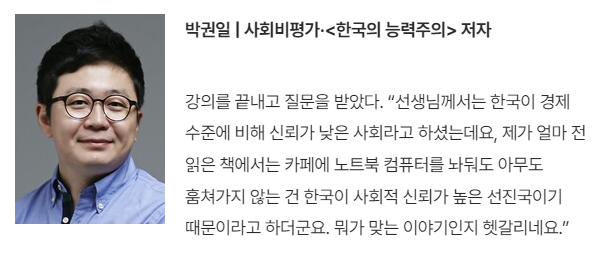 박권일 | 사회비평가·<한국의 능력주의> 저자
강의를 끝내고 질문을 받았다. “선생님께서는 한국이 경제
수준에 비해 신뢰가 낮은 사회라고 하셨는데요, 제가 얼마 전
읽은 책에서는 카페에 노트북 컴퓨터를 놔둬도 아무도
훔쳐가지 않는 건 한국이 사회적 신뢰가 높은 선진국이기
때문이라고 하더군요. 뭐가 맞는 이야기인지 헷갈리네요.”